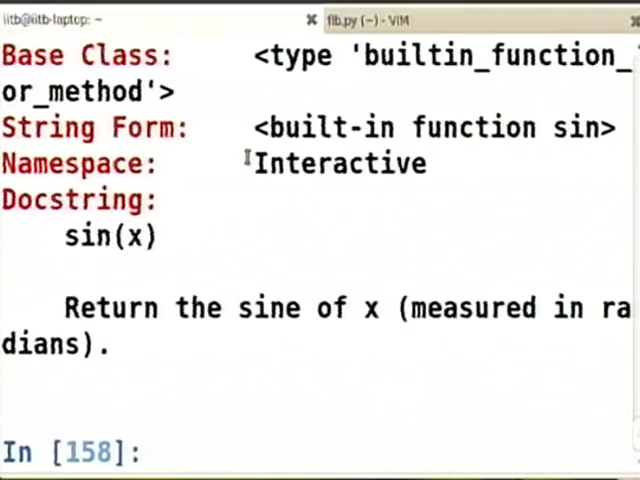 iitb@iitb-laptop: ~ fib.py (~) - VIM
Base Class: <type 'builtin_function_
or_method'>
String Form: <built-in function sin>
Namespace: Interactive
Docstring:
sin(x)
Return the sine of x (measured in ra
dians).
In [158]: